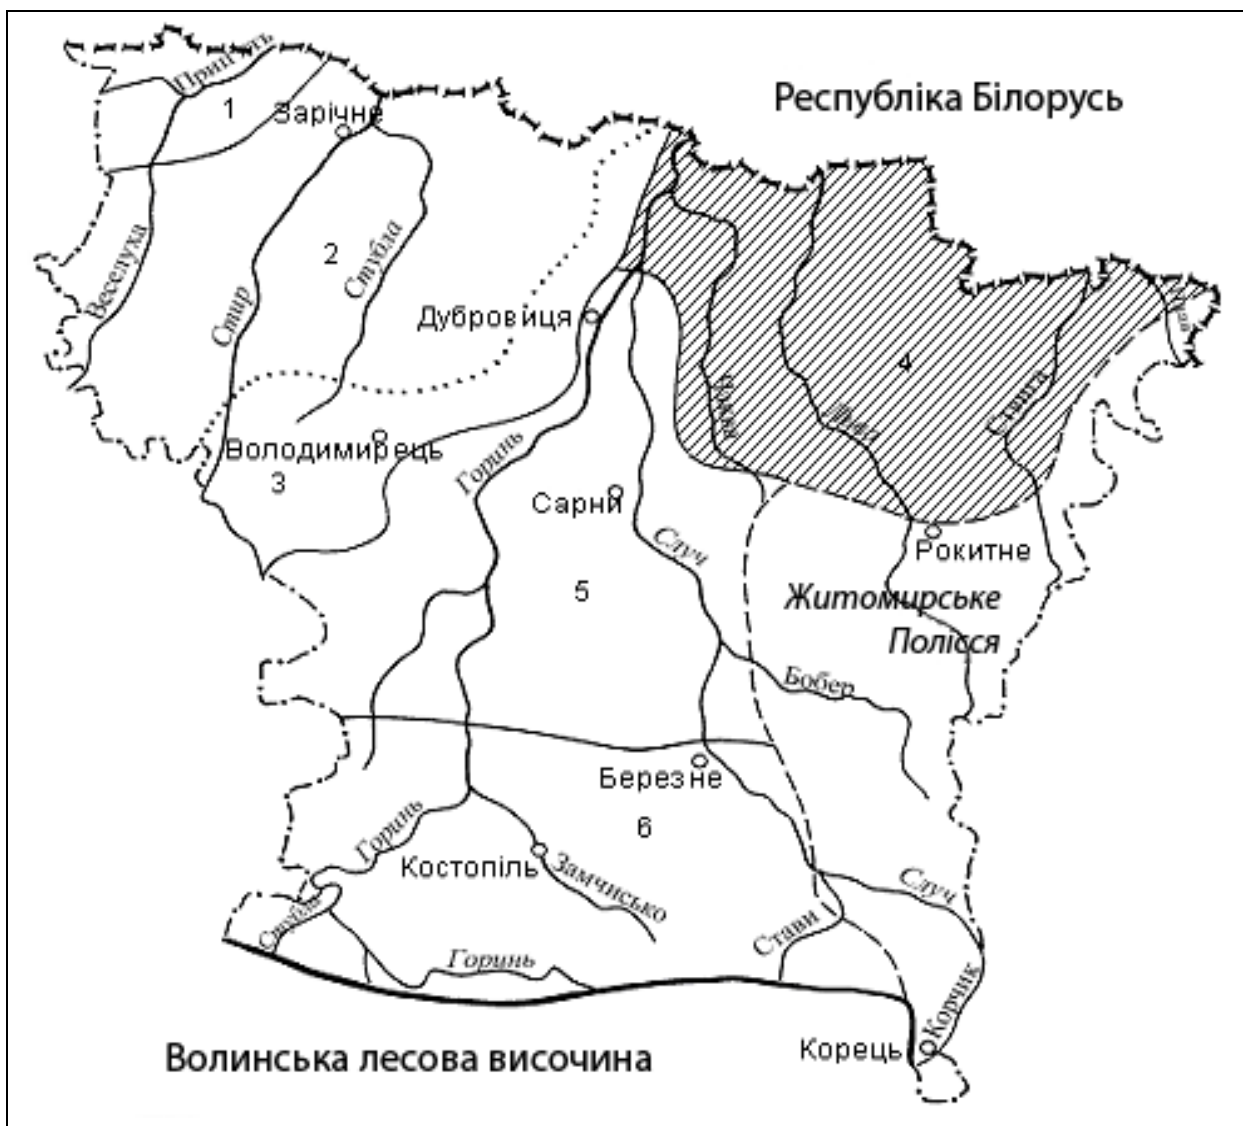 Прип'ять
Республіка Білорусь
1
Зарічне
Веселуха
2
Стир
Стубла
Дубровиця
4
Ствига
Володимирець
3
Горинь
Сарни
Случ
Рокитне
5
Житомирське
Полісся
Бобер
Березне
6
Горинь
Костопіль
Замчисько
Случ
Стубла
Стави
Горинь
Корчик
Корець
Волинська лесова височина